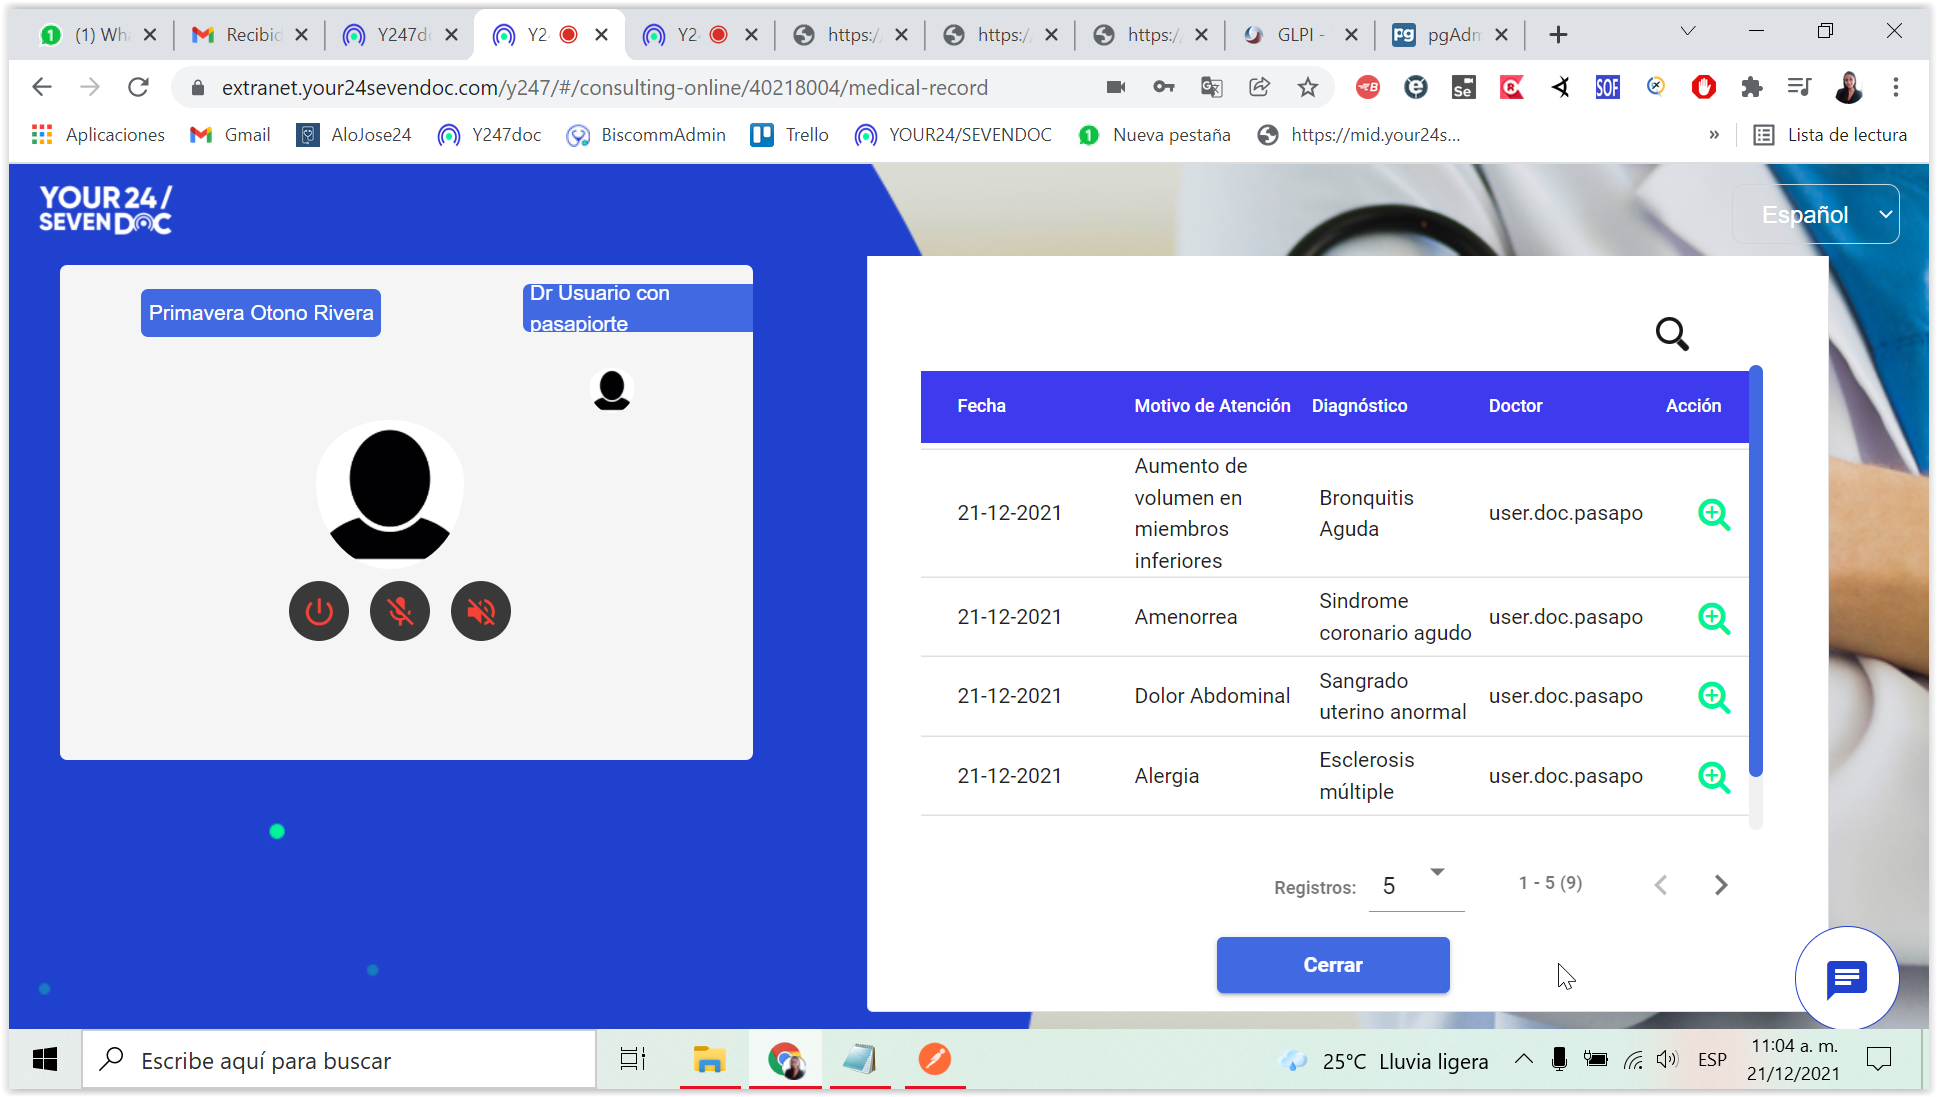 (1) Wh
Recibid
Y247d
Y2
Y2
https:/
https:/
https:/
GLPI -
pgAdm
extranet.your24sevendoc.com/y247/#/consulting-online/40218004/medical-record
Aplicaciones
Gmail
AloJose24
Y247doc
BiscommAdmin
Trello
YOUR24/SEVENDOC
Nueva pestaña
https://mid.your24s...
»
Lista de lectura
YOUR 24/
SEVENDOC
Español
Primavera Otono Rivera
Dr Usuario con
pasapiorte
Fecha Motivo de Atención Diagnóstico Doctor Acción
21-12-2021
Aumento de
volumen en
miembros
inferiores
Bronquitis
Aguda
user.doc.pasapo
21-12-2021
Amenorrea
Sindrome
coronario agudo
user.doc.pasapo
21-12-2021
Dolor Abdominal
Sangrado
uterino anormal
user.doc.pasapo
21-12-2021
Alergia
Esclerosis
múltiple
user.doc.pasapo
Registros: 5 1 - 5 (9)
Cerrar
Escribe aquí para buscar
25°C Lluvia ligera
ESP
11:04 a. m.
21/12/2021